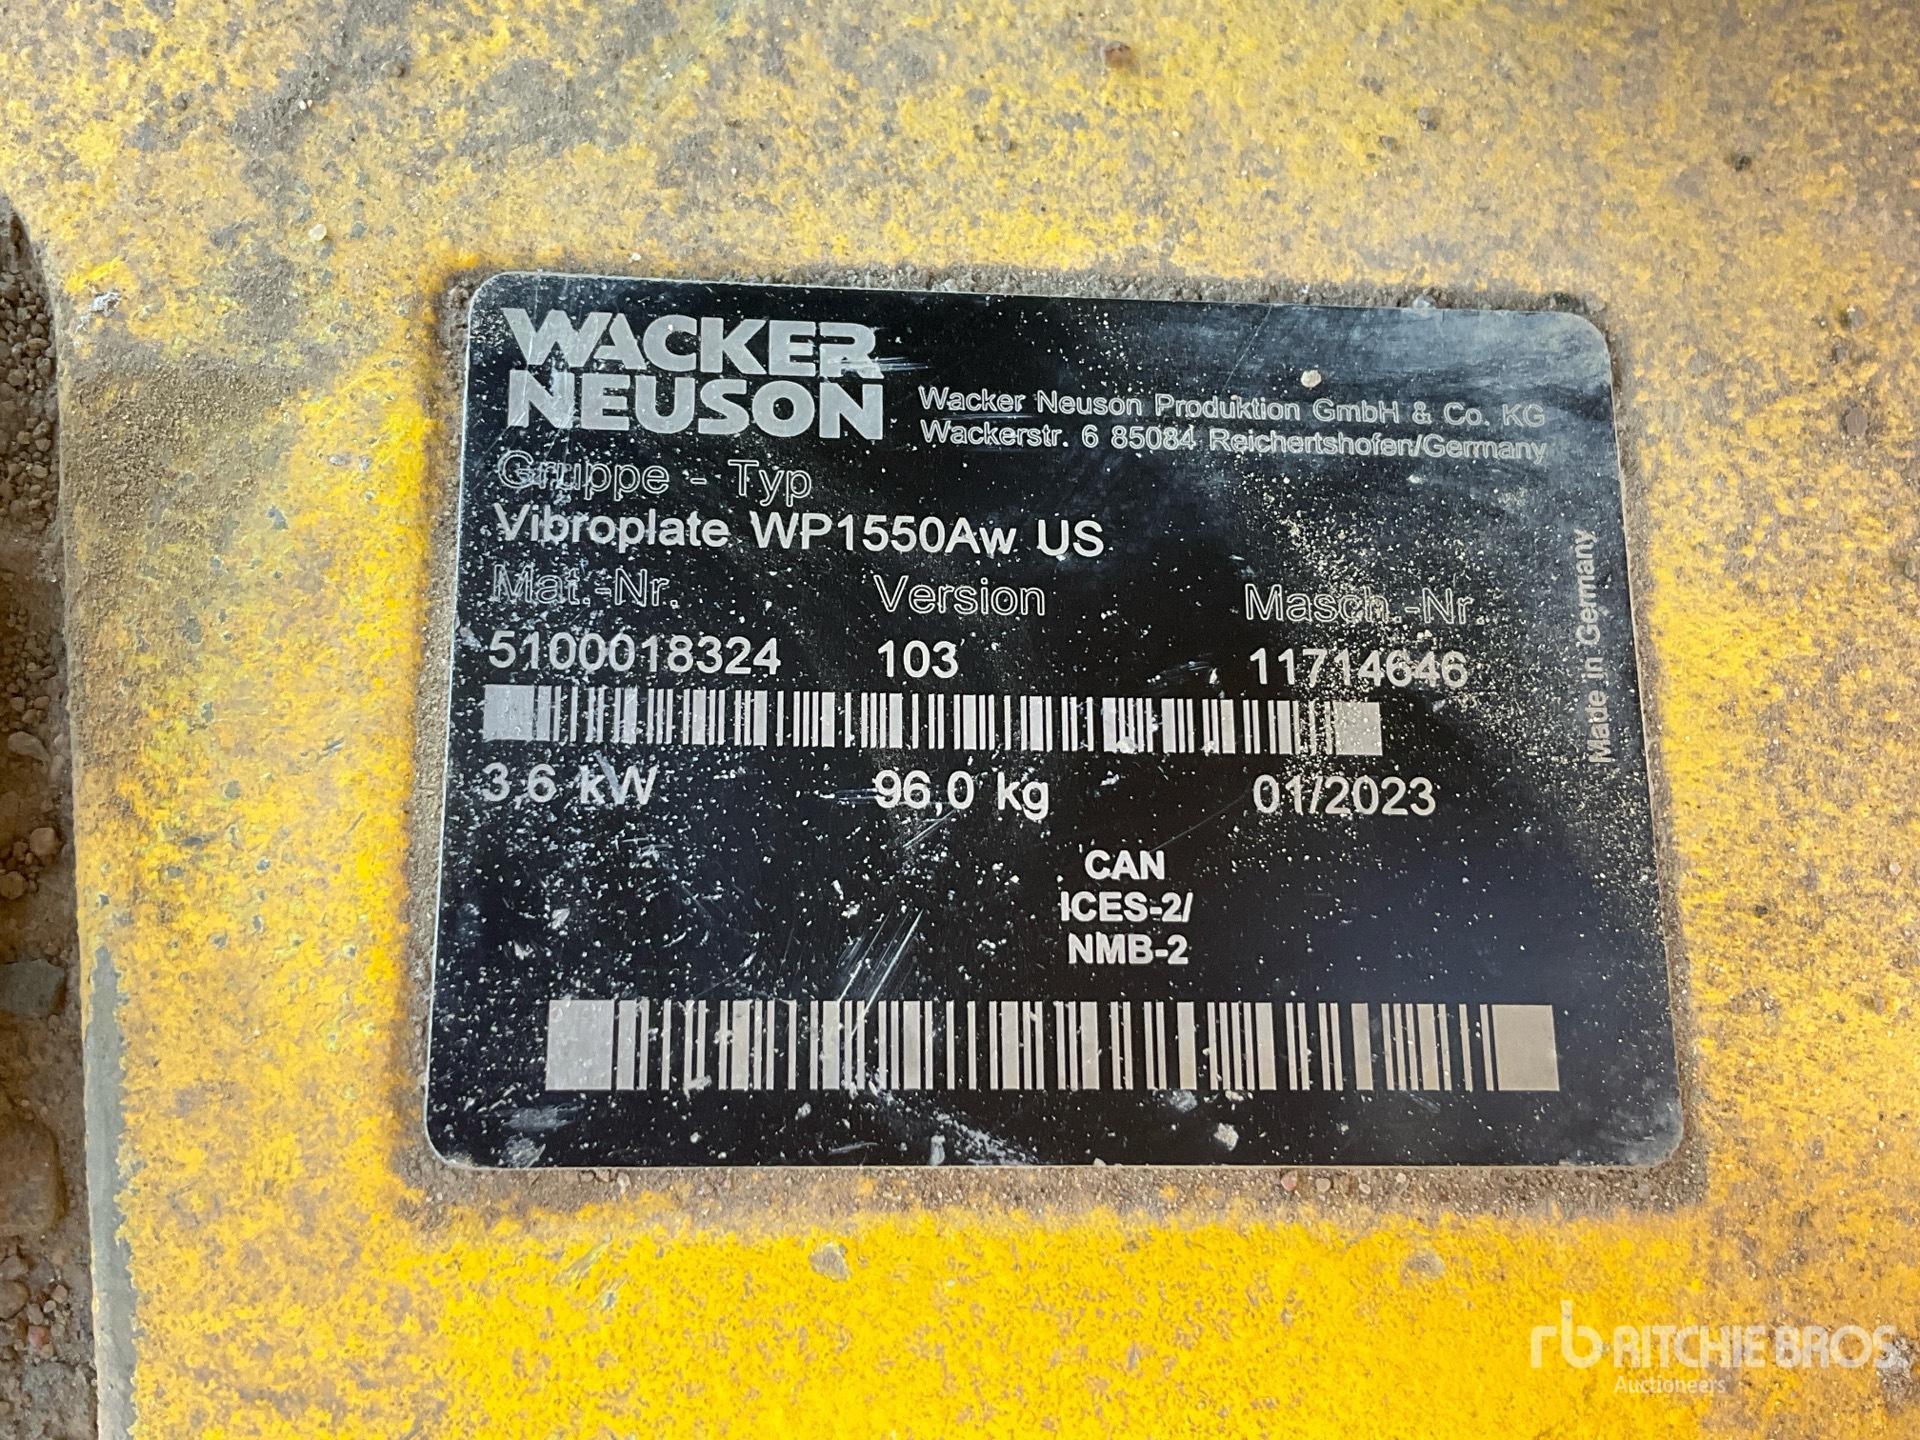 WACKER
NEUSON
Wacker Neuson Produktion GmbH & Co. KG
Wackerstr. 6 85084 Reichertshofen/Germany
Gruppe - Typ
Vibroplate WP1550Aw US
Mat.-Nr. Version Masch.-Nr.
5100018324 103 11714646
3,6 kW 96,0 kg 01/2023
CAN
ICES-2/
NMB-2
Made in Germany
rb RITCHIE BROS.
Auctioneers